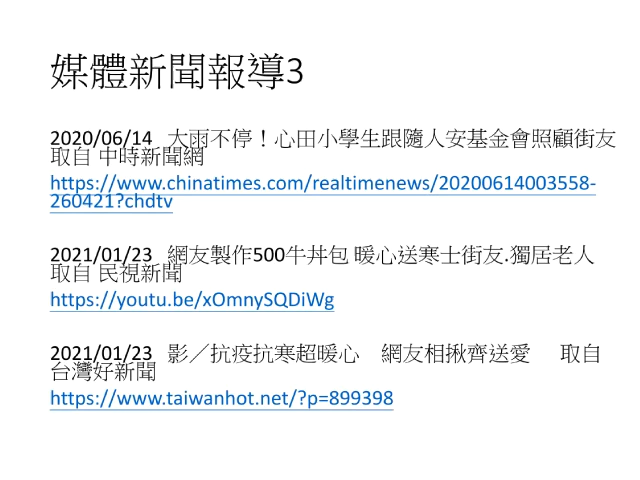 媒體新聞報導3
2020/06/14 大雨不停！心田小學生跟隨人安基金會照顧街友
取自 中時新聞網
https://www.chinatimes.com/realtimenews/20200614003558-
260421?chdtv
2021/01/23 網友製作500牛丼包 暖心送寒士街友.獨居老人
取自 民視新聞
https://youtu.be/xOmnySQDiWg
2021/01/23 影／抗疫抗寒超暖心　網友相揪齊送愛　 取自
台灣好新聞
https://www.taiwanhot.net/?p=899398